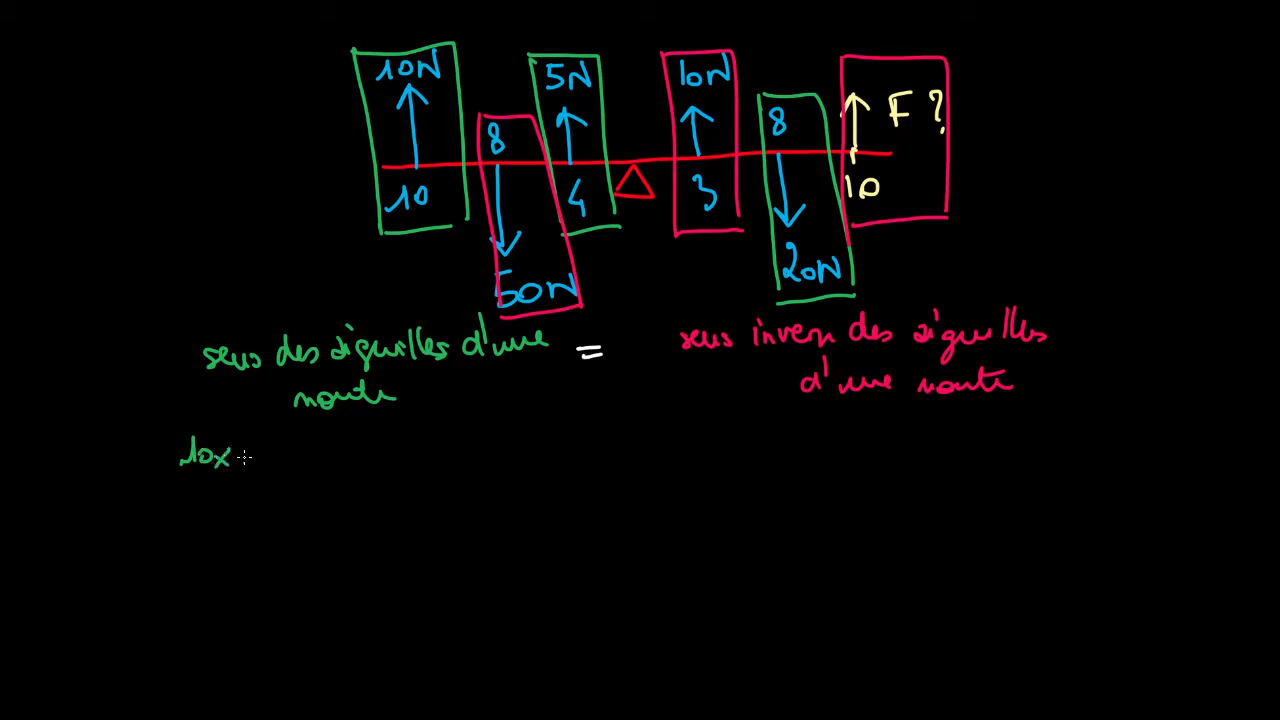 10N 5N 10N F ?
8 8
10 4 3 10
50N 20N
sens des aiguilles d'une = sens invers des aiguilles
montre d'une montre
10x